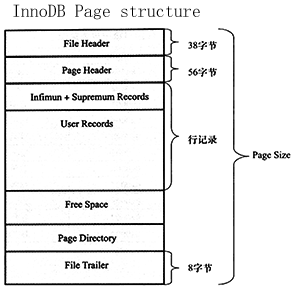 InnoDB Page structure
File Header
38字节
Page Header
56字节
Infimun + Supremum Records
User Records
行记录
Page Size
Free Space
Page Directory
File Trailer
8字节